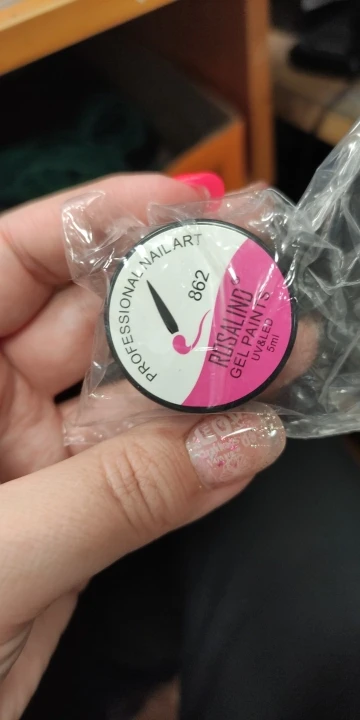 PROFESSIONAL NAIL ART
862
ROSALIND
GEL PAINTS
UV&LED
5ml